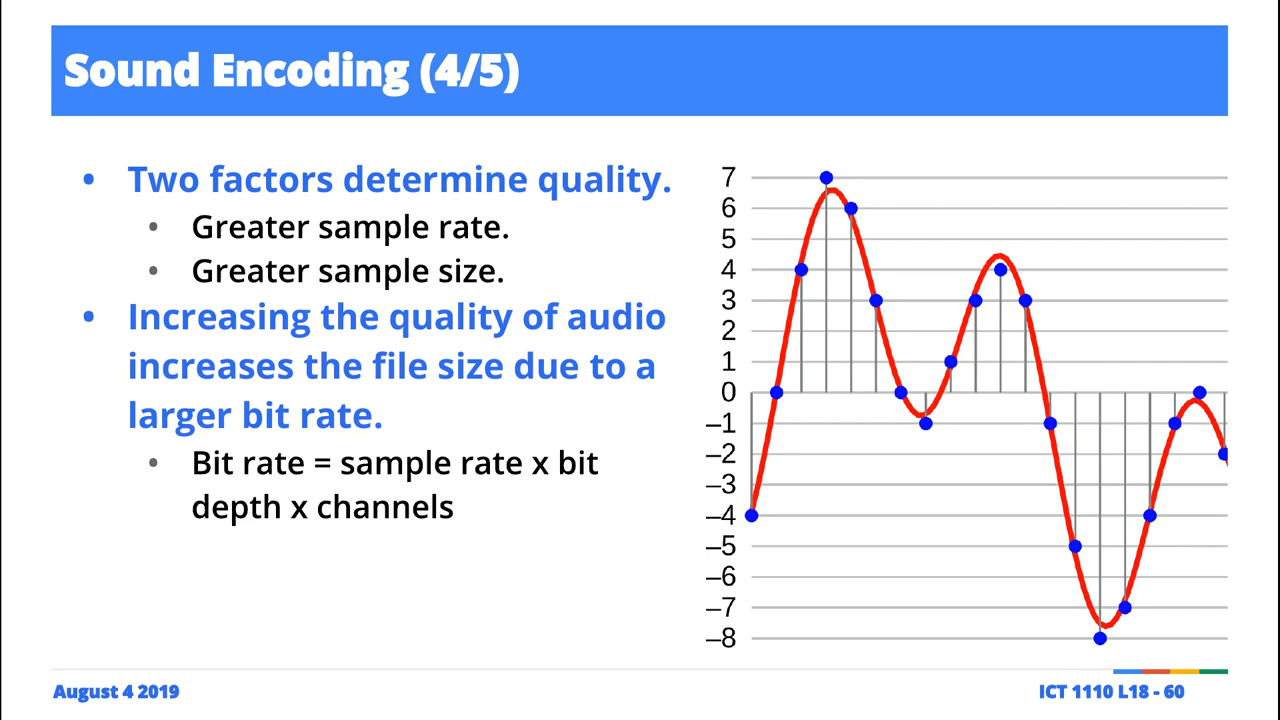 Sound Encoding (4/5)
• Two factors determine quality.
• Greater sample rate.
• Greater sample size.
• Increasing the quality of audio
increases the file size due to a
larger bit rate.
• Bit rate = sample rate x bit
depth x channels
7
6
5
4
3
2
1
0
–1
–2
–3
–4
–5
–6
–7
–8
August 4 2019
ICT 1110 L18 - 60